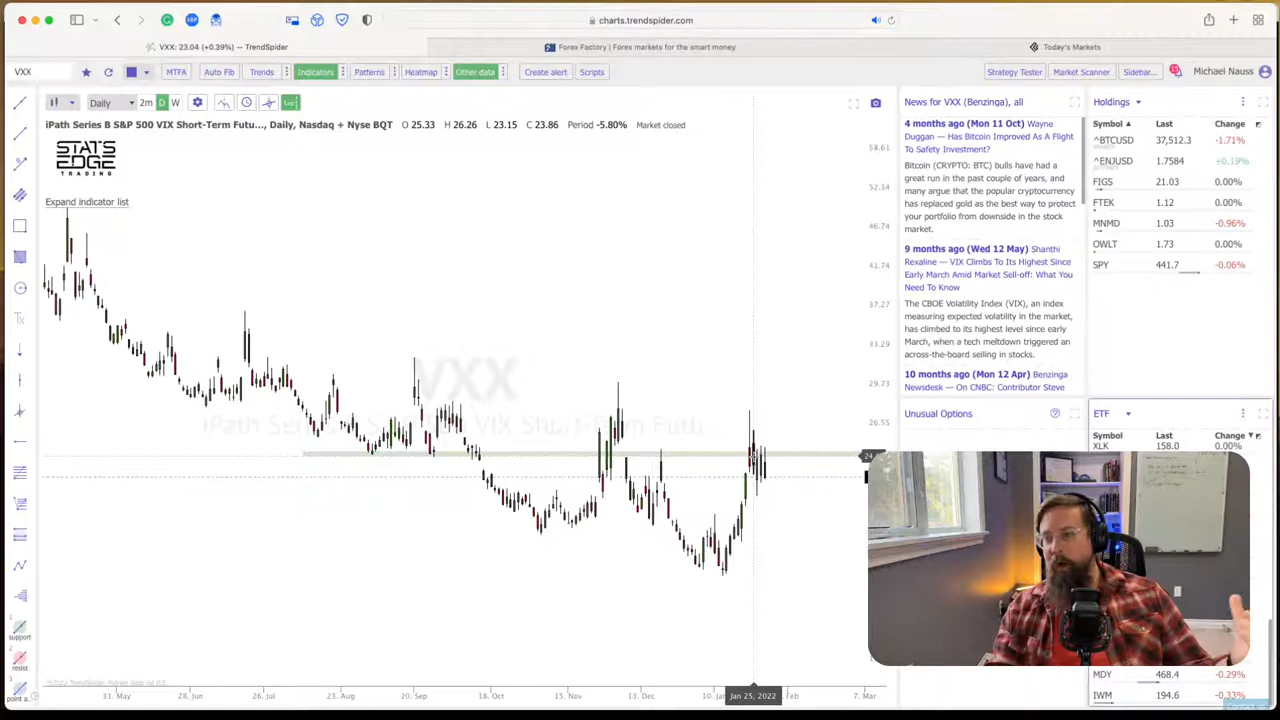 charts.trendspider.com
VXX: 23.04 (+0.39%) — TrendSpider
Forex Factory | Forex markets for the smart money
Today's Markets
VXX
MTFA
Auto Fib
Trends
Indicators
Patterns
Heatmap
Other data
Create alert
Scripts
Strategy Tester
Market Scanner
Sidebar...
Michael Nauss
Daily
2m
D
W
iPath Series B S&P 500 VIX Short-Term Futu..., Daily, Nasdaq + Nyse BQT O 25.33 H 26.26 L 23.15 C 23.86 Period -5.80% Market closed
STATS
EDGE
TRADING
Expand indicator list
VXX
iPath Series B S&P 500 VIX Short-Term Futu...
58.61
52.34
46.74
41.74
37.27
33.29
29.73
26.55
31. May
28. Jun
26. Jul
23. Aug
20. Sep
18. Oct
15. Nov
13. Dec
Jan 25, 2022
Feb
7. Mar
support
resist
News for VXX (Benzinga), all
4 months ago (Mon 11 Oct) Wayne
Duggan — Has Bitcoin Improved As A Flight
To Safety Investment?
Bitcoin (CRYPTO: BTC) bulls have had a
great run in the past couple of years, and
many argue that the popular cryptocurrency
has replaced gold as the best way to protect
your portfolio from downside in the stock
market.
9 months ago (Wed 12 May) Shanthi
Rexaline — VIX Climbs To Its Highest Since
Early March Amid Market Sell-off: What You
Need To Know
The CBOE Volatility Index (VIX), an index
measuring expected volatility in the market,
has climbed to its highest level since early
March, when a tech meltdown triggered an
across-the-board selling in stocks.
10 months ago (Mon 12 Apr) Benzinga
Newsdesk — On CNBC: Contributor Steve
Unusual Options
Holdings
Symbol Last Change
^BTCUSD 37,512.3 -1.71%
^ENJUSD 1.7584 +0.19%
FIGS 21.03 0.00%
FTEK 1.12 0.00%
MNMD 1.03 -0.96%
OWLT 1.73 0.00%
SPY 441.7 -0.06%
ETF
Symbol Last Change
XLK 158.0 0.00%
MDY 468.4 -0.29%
IWM 194.6 -0.33%